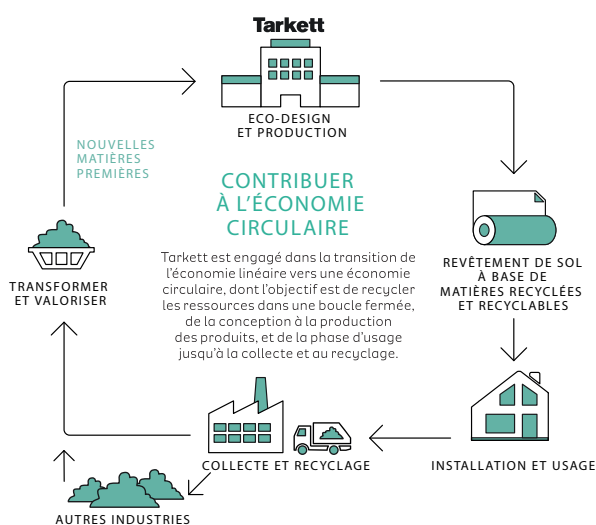 Tarkett
ECO-DESIGN
ET PRODUCTION
NOUVELLES
MATIÈRES
PREMIÈRES
CONTRIBUER
À L'ÉCONOMIE
CIRCULAIRE
Tarkett est engagé dans la transition de
l'économie linéaire vers une économie
circulaire, dont l'objectif est de recycler
les ressources dans une boucle fermée,
de la conception à la production
des produits, et de la phase d'usage
jusqu'à la collecte et au recyclage.
REVÊTEMENT DE SOL
À BASE DE
MATIÈRES RECYCLÉES
ET RECYCLABLES
TRANSFORMER
ET VALORISER
COLLECTE ET RECYCLAGE
INSTALLATION ET USAGE
AUTRES INDUSTRIES